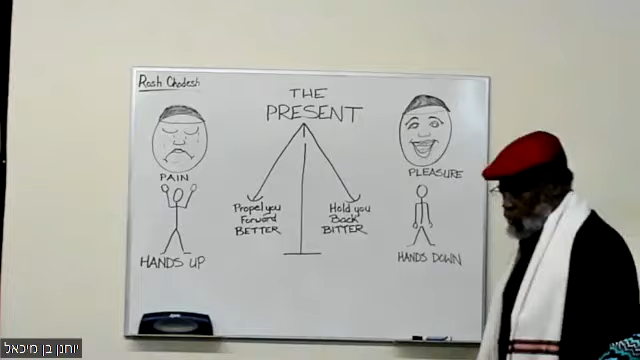 Rosh Chodesh
THE
PRESENT
PAIN
PLEASURE
Propel you
Forward
BETTER
Hold you
Back
BITTER
HANDS UP
HANDS DOWN
יוחנן בן מיכאל